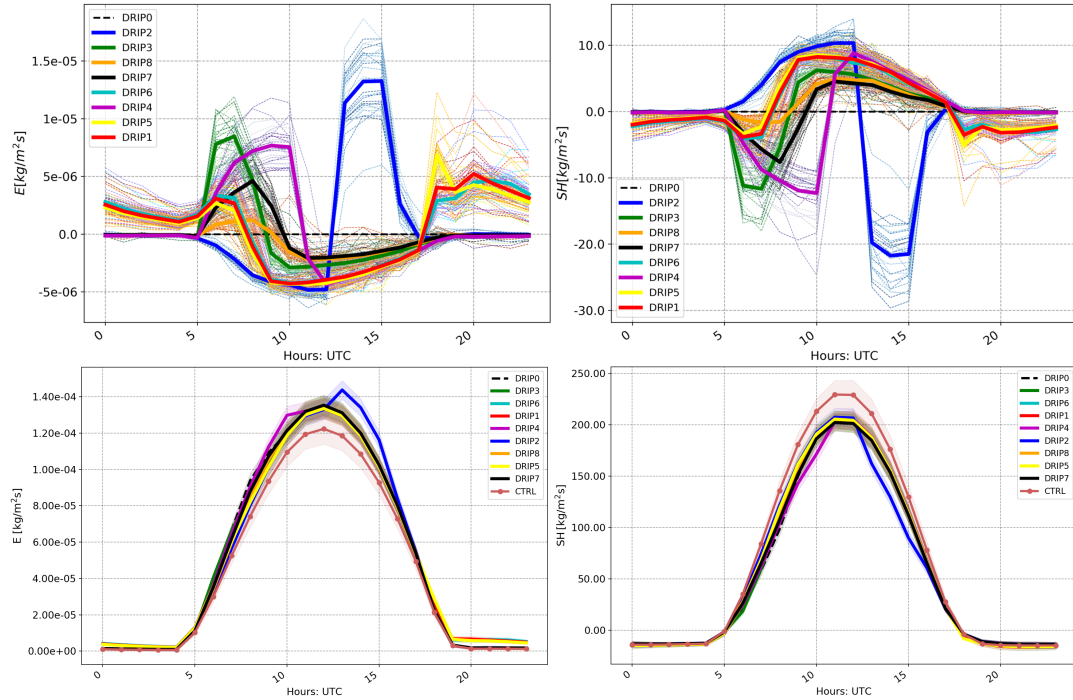 E[kg/m²s]
1.5e-05
1e-05
5e-06
0.0
-5e-06
0
5
10
15
20
Hours: UTC
DRIP0
DRIP2
DRIP3
DRIP8
DRIP7
DRIP6
DRIP4
DRIP5
DRIP1
SH[kg/m²s]
10.0
0.0
-10.0
-20.0
-30.0
0
5
10
15
20
Hours: UTC
DRIP0
DRIP2
DRIP3
DRIP8
DRIP7
DRIP6
DRIP4
DRIP5
DRIP1
E [kg/m²s]
1.40e-04
1.20e-04
1.00e-04
8.00e-05
6.00e-05
4.00e-05
2.00e-05
0.00e+00
0
5
10
15
20
Hours: UTC
DRIP0
DRIP3
DRIP6
DRIP1
DRIP4
DRIP2
DRIP8
DRIP5
DRIP7
CTRL
SH [kg/m²s]
250.00
200.00
150.00
100.00
50.00
0.00
0
5
10
15
20
Hours: UTC
DRIP0
DRIP3
DRIP6
DRIP1
DRIP4
DRIP2
DRIP8
DRIP5
DRIP7
CTRL